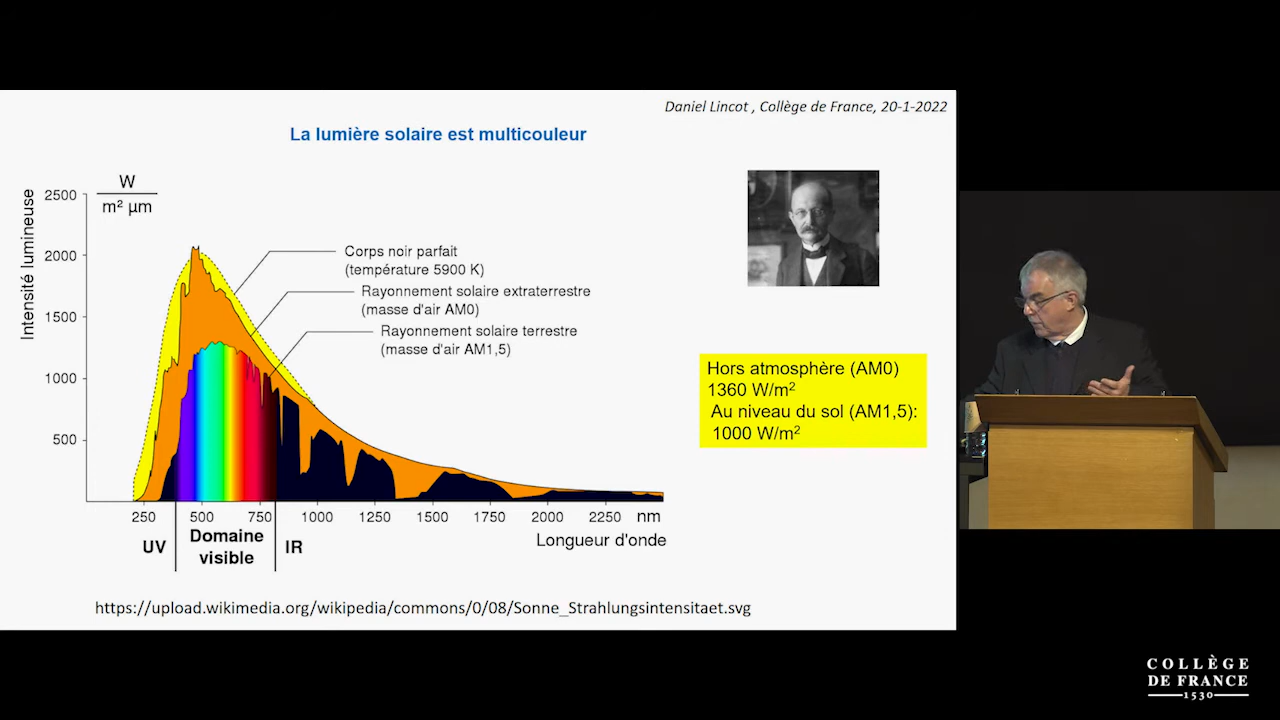 Daniel Lincot , Collège de France, 20-1-2022
La lumière solaire est multicouleur
W
m² µm
Intensité lumineuse
2500
2000
1500
1000
500
Corps noir parfait
(température 5900 K)
Rayonnement solaire extraterrestre
(masse d'air AM0)
Rayonnement solaire terrestre
(masse d'air AM1,5)
Hors atmosphère (AM0)
1360 W/m²
Au niveau du sol (AM1,5):
1000 W/m²
250 500 750 1000 1250 1500 1750 2000 2250 nm
UV Domaine visible IR
Longueur d'onde
https://upload.wikimedia.org/wikipedia/commons/0/08/Sonne_Strahlungsintensitaet.svg
COLLÈGE
DE FRANCE
1530